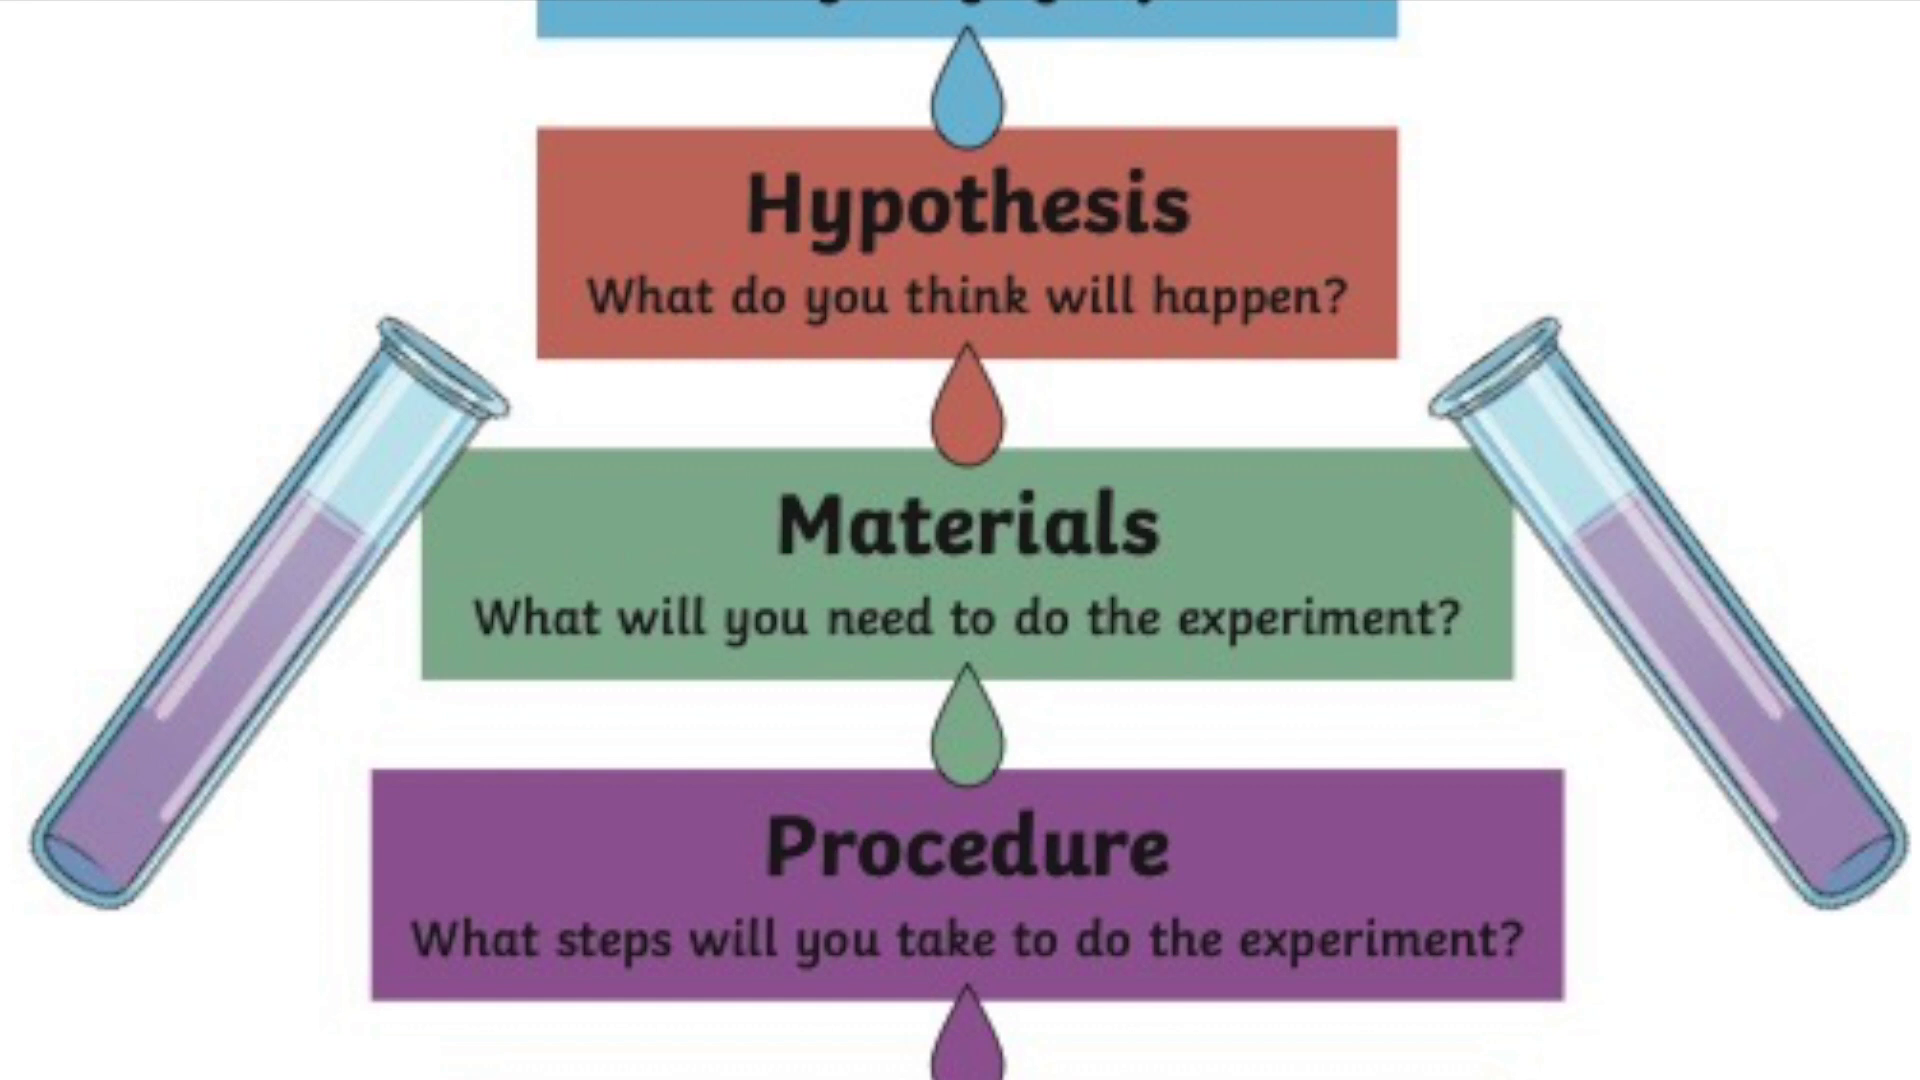 Hypothesis
What do you think will happen?
Materials
What will you need to do the experiment?
Procedure
What steps will you take to do the experiment?